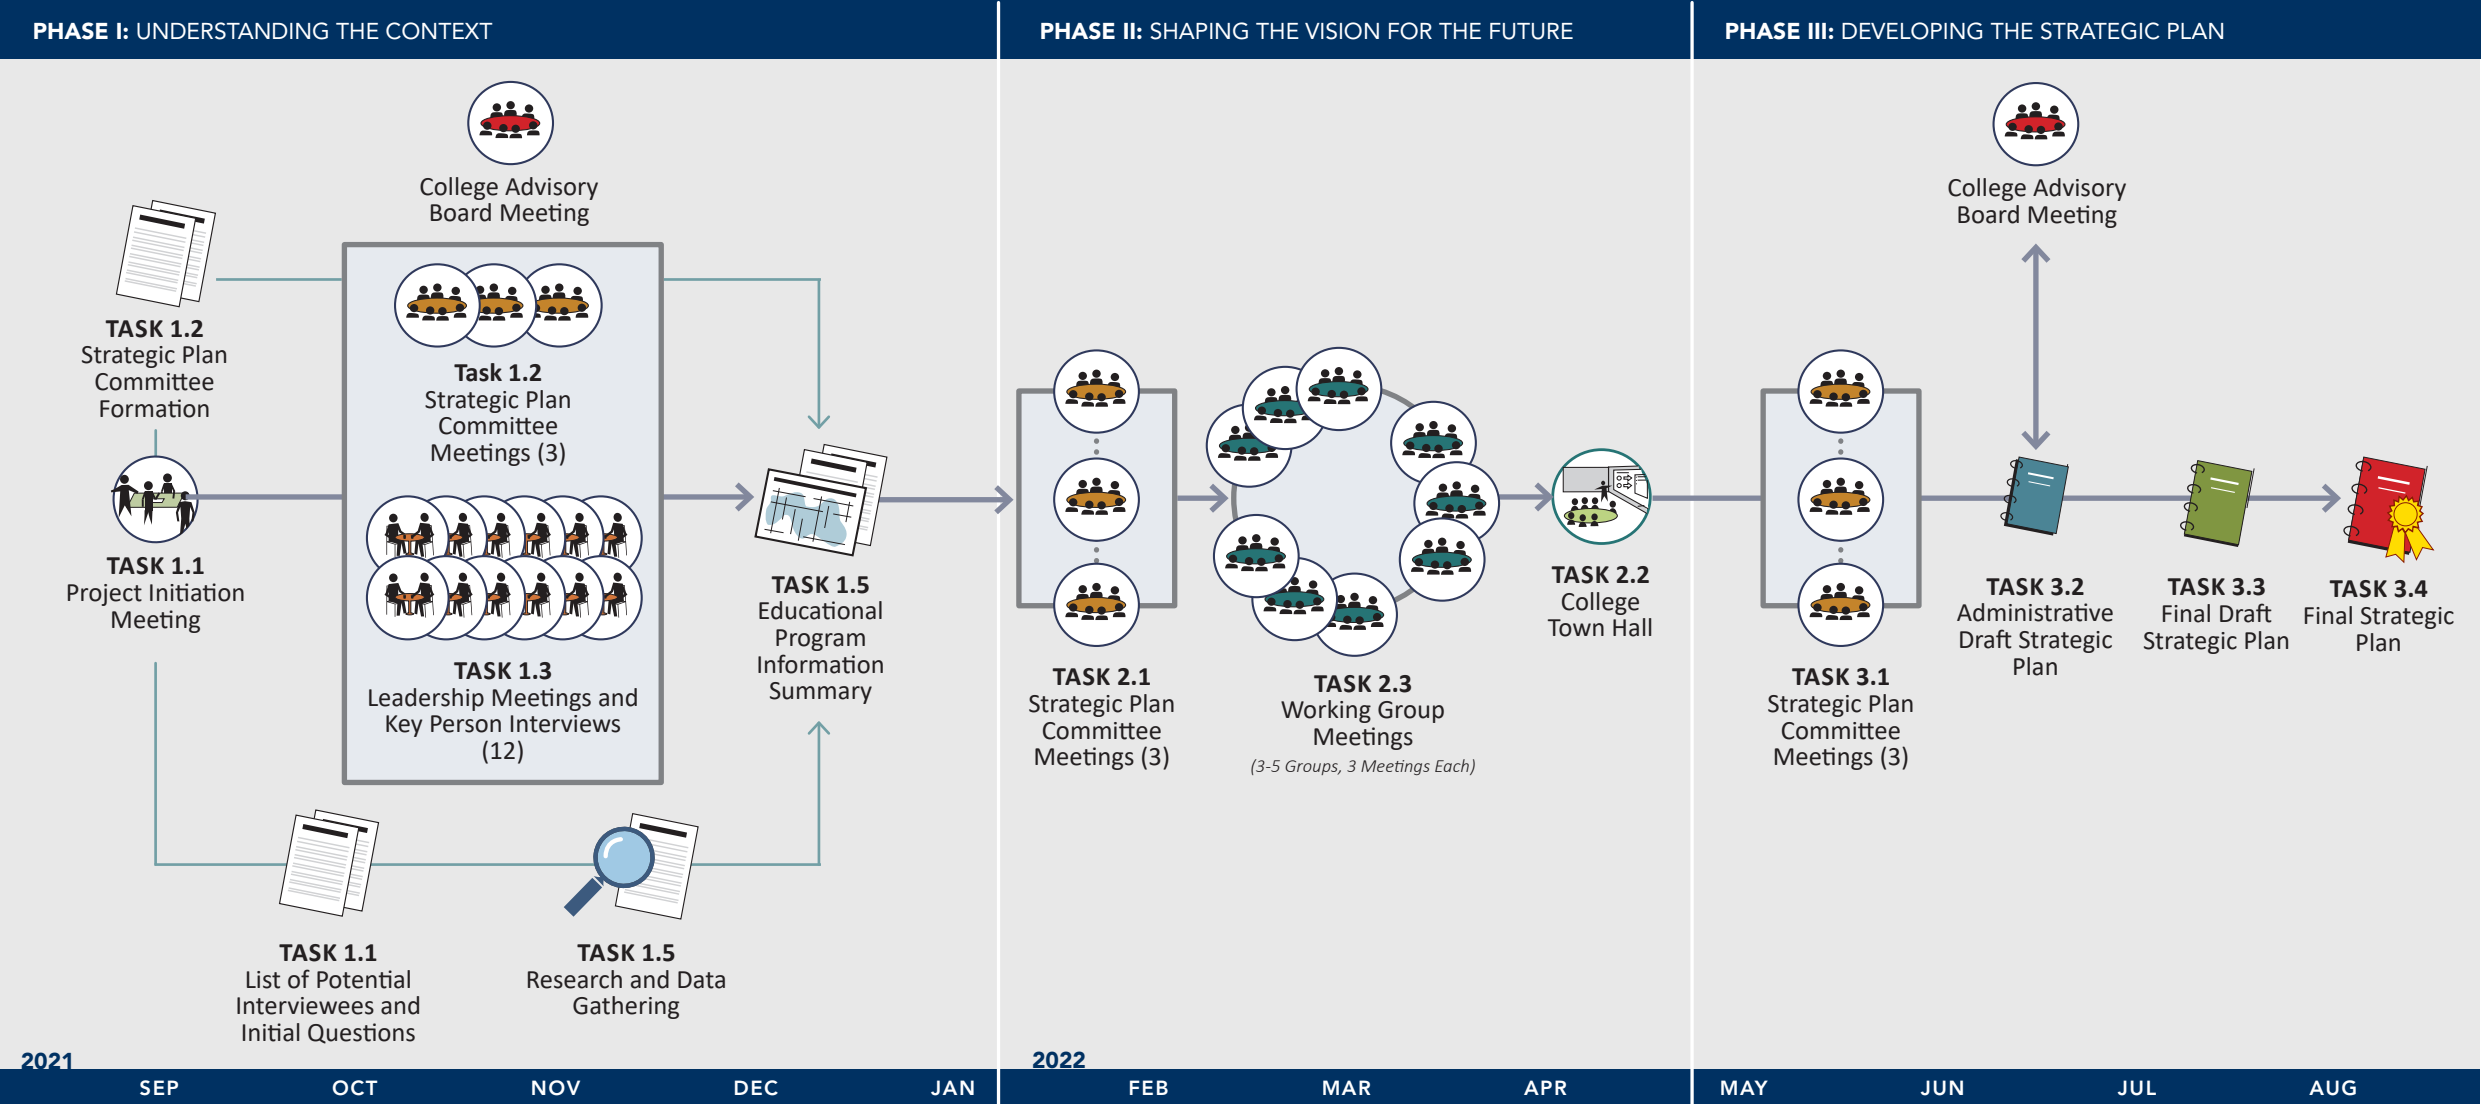 PHASE I: UNDERSTANDING THE CONTEXT
PHASE II: SHAPING THE VISION FOR THE FUTURE
PHASE III: DEVELOPING THE STRATEGIC PLAN
College Advisory
Board Meeting
TASK 1.2
Strategic Plan
Committee
Formation
Task 1.2
Strategic Plan
Committee
Meetings (3)
TASK 1.1
Project Initiation
Meeting
TASK 1.3
Leadership Meetings and
Key Person Interviews
(12)
TASK 1.5
Educational
Program
Information
Summary
TASK 1.1
List of Potential
Interviewees and
Initial Questions
TASK 1.5
Research and Data
Gathering
TASK 2.1
Strategic Plan
Committee
Meetings (3)
TASK 2.3
Working Group
Meetings
(3-5 Groups, 3 Meetings Each)
TASK 2.2
College
Town Hall
College Advisory
Board Meeting
TASK 3.1
Strategic Plan
Committee
Meetings (3)
TASK 3.2
Administrative
Draft Strategic
Plan
TASK 3.3
Final Draft
Strategic Plan
TASK 3.4
Final Strategic
Plan
2021
2022
SEP
OCT
NOV
DEC
JAN
FEB
MAR
APR
MAY
JUN
JUL
AUG